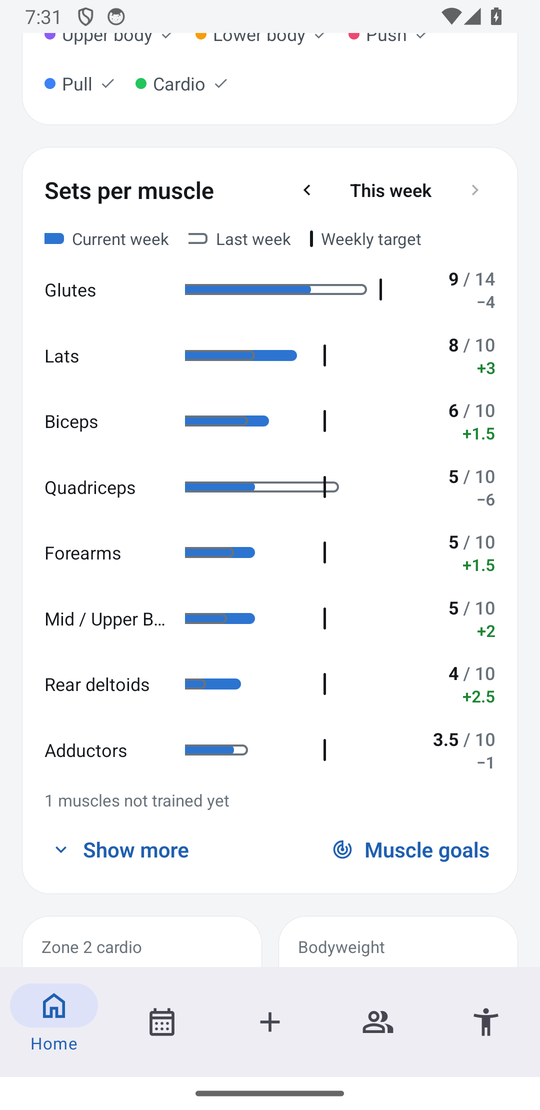 7:31
Upper body
Lower body
Push
Pull
Cardio
Sets per muscle
This week
Current week
Last week
Weekly target
Glutes
9 / 14
−4
Lats
8 / 10
+3
Biceps
6 / 10
+1.5
Quadriceps
5 / 10
−6
Forearms
5 / 10
+1.5
Mid / Upper B...
5 / 10
+2
Rear deltoids
4 / 10
+2.5
Adductors
3.5 / 10
−1
1 muscles not trained yet
Show more
Muscle goals
Zone 2 cardio
Bodyweight
Home